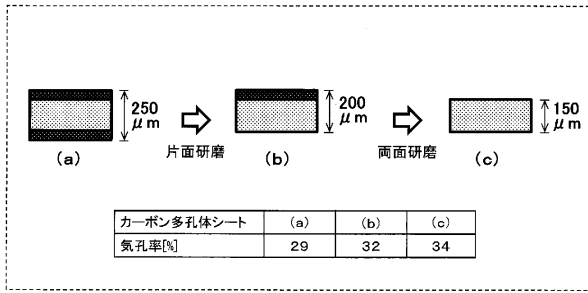 250
μm
(a)
片面研磨
200
μm
(b)
両面研磨
150
μm
(c)
カーボン多孔体シート (a) (b) (c)
気孔率[%] 29 32 34